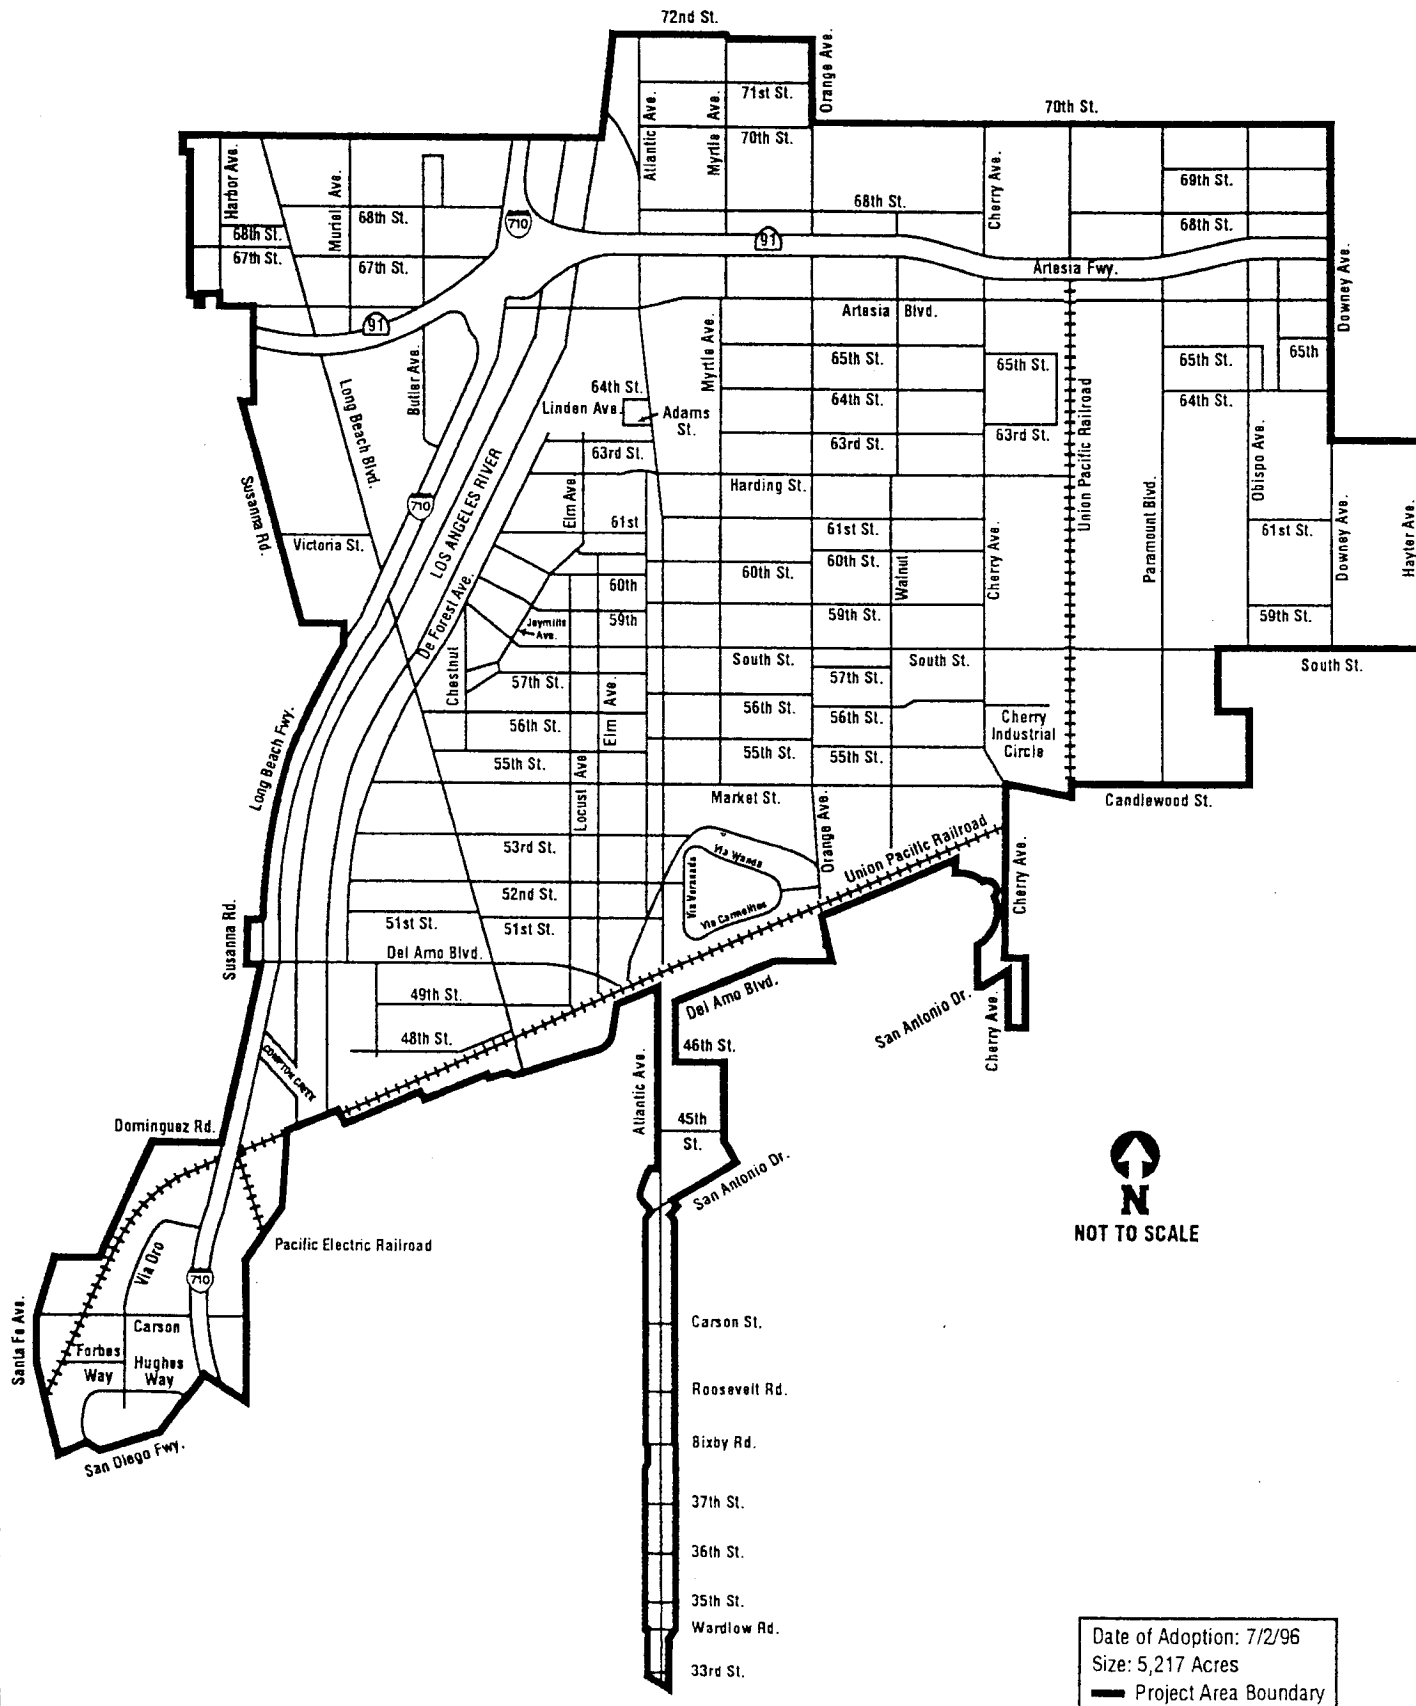 72nd St.
Orange Ave.
71st St.
70th St.
Atlantic Ave.
Myrtle Ave.
70th St.
Harbor Ave.
Muriel Ave.
Cherry Ave.
69th St.
68th St.
68th St.
68th St.
68th St.
710
91
67th St.
67th St.
Artesia Fwy.
Downey Ave.
91
Artesia Blvd.
Myrtle Ave.
65th St.
65th St.
65th St.
65th
Butler Ave.
Long Beach Blvd.
64th St.
Linden Ave.
Adams
St.
64th St.
64th St.
Union Pacific Railroad
63rd St.
63rd St.
63rd St.
Obispo Ave.
LOS ANGELES RIVER
Susanna Rd.
710
Harding St.
Elm Ave
61st
61st St.
61st St.
Paramount Blvd.
Downey Ave.
Hayter Ave.
Victoria St.
Cherry Ave.
Walnut
60th
60th St.
60th St.
De Forest Ave.
59th
59th St.
59th St.
Jaymills
Ave.
Chestnut
South St.
South St.
South St.
57th St.
57th St.
Elm Ave.
56th St.
56th St.
56th St.
Cherry
Industrial
Circle
Long Beach Fwy.
55th St.
55th St.
55th St.
Locust Ave
Market St.
Candlewood St.
Orange Ave.
Union Pacific Railroad
53rd St.
Via Wanda
Via Veranada
Via Carmelitos
52nd St.
51st St.
51st St.
Cherry Ave.
Susanna Rd.
Del Amo Blvd.
Del Amo Blvd.
49th St.
San Antonio Dr.
Cherry Ave.
48th St.
46th St.
COMPTON CREEK
Atlantic Ave.
Dominguez Rd.
45th
St.
San Antonio Dr.
N
NOT TO SCALE
Pacific Electric Railroad
Via Oro
710
Santa Fe Ave.
Carson
Carson St.
Forbes
Way
Hughes
Way
Roosevelt Rd.
San Diego Fwy.
Bixby Rd.
37th St.
36th St.
35th St.
Wardlow Rd.
33rd St.
Date of Adoption: 7/2/96
Size: 5,217 Acres
Project Area Boundary